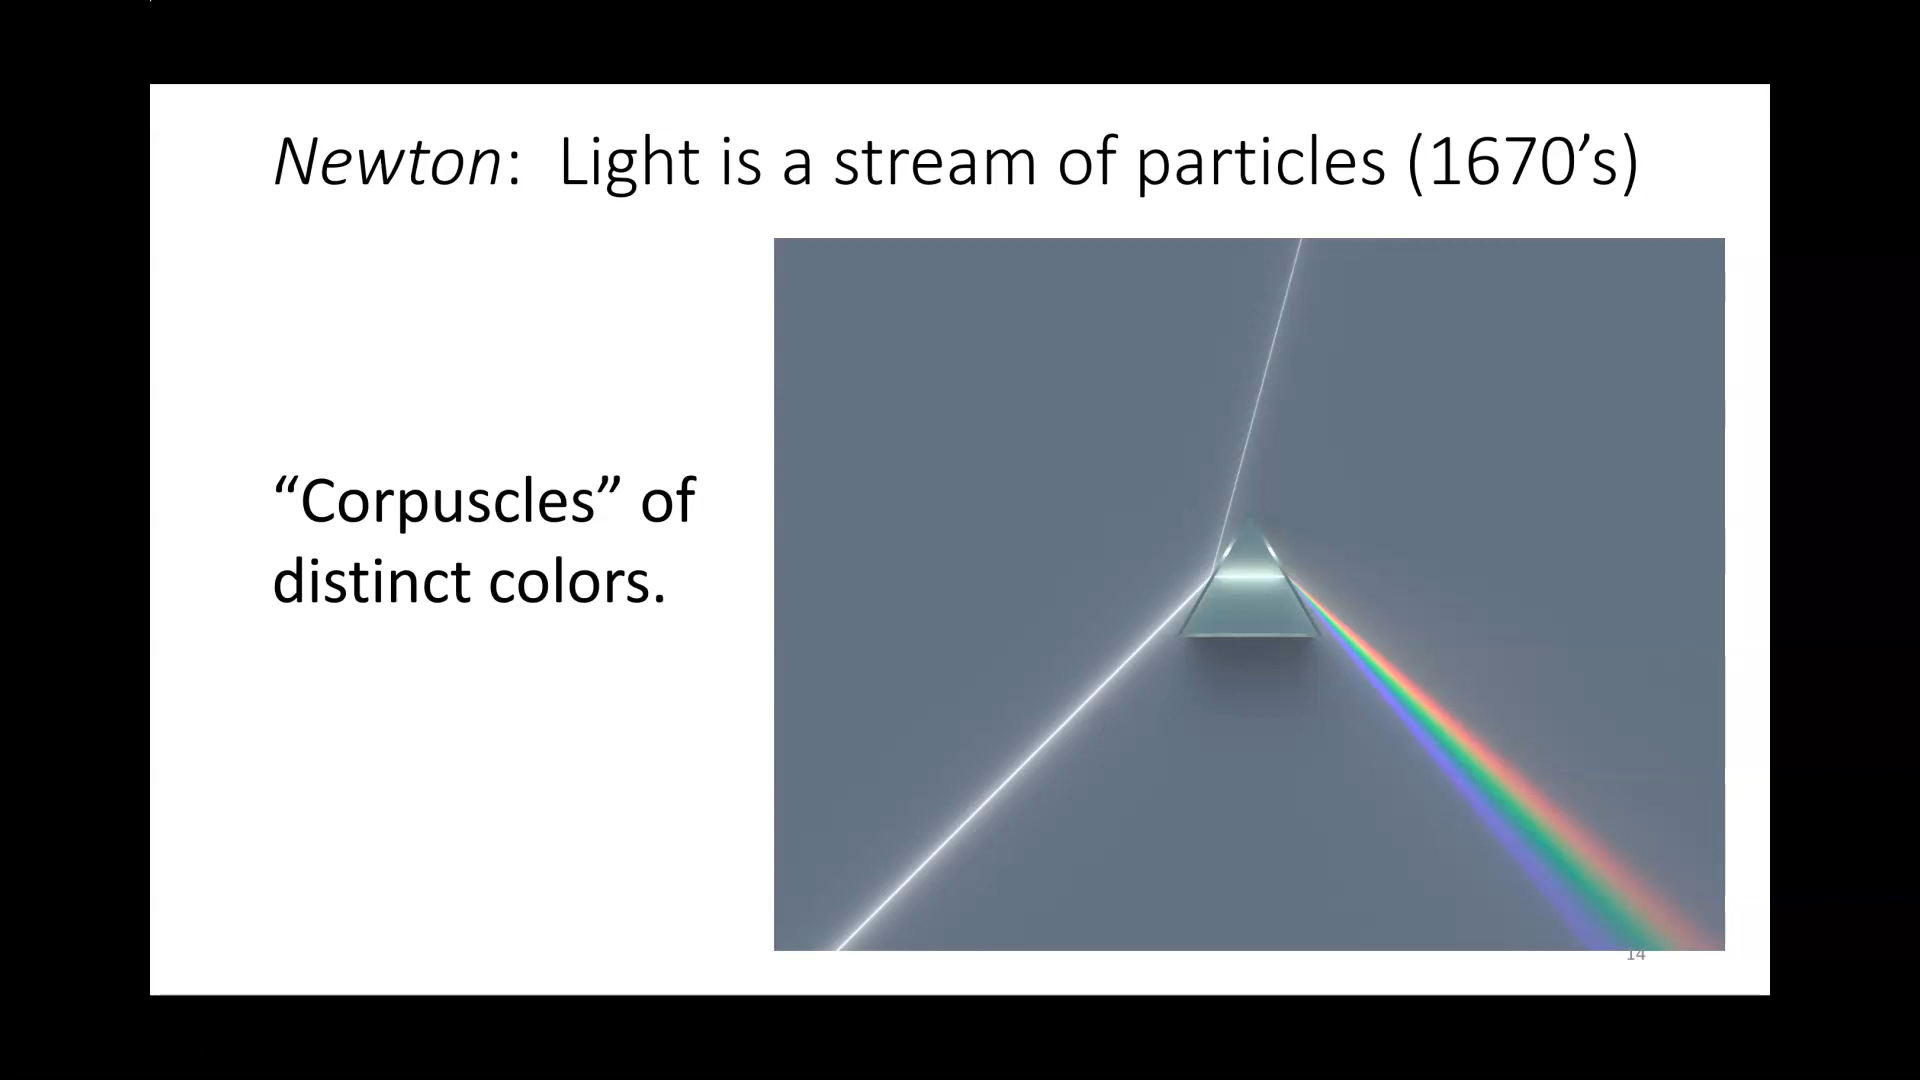 Newton:  Light is a stream of particles (1670’s)
“Corpuscles” of
distinct colors.
14